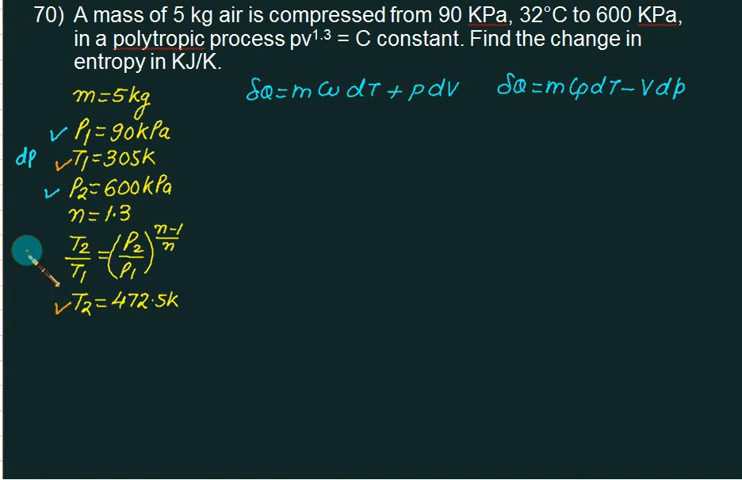 70) A mass of 5 kg air is compressed from 90 KPa, 32°C to 600 KPa,
in a polytropic process pv¹·³ = C constant. Find the change in
entropy in KJ/K.
m=5kg
δQ=mCvdT+pdV
δQ=mCpdT-Vdp
✓ P₁=90kPa
dp ✓T₁=305K
✓ P₂=600kPa
n=1.3
T₂/T₁=(P₂/P₁)^(n-1/n)
✓T₂=472.5K